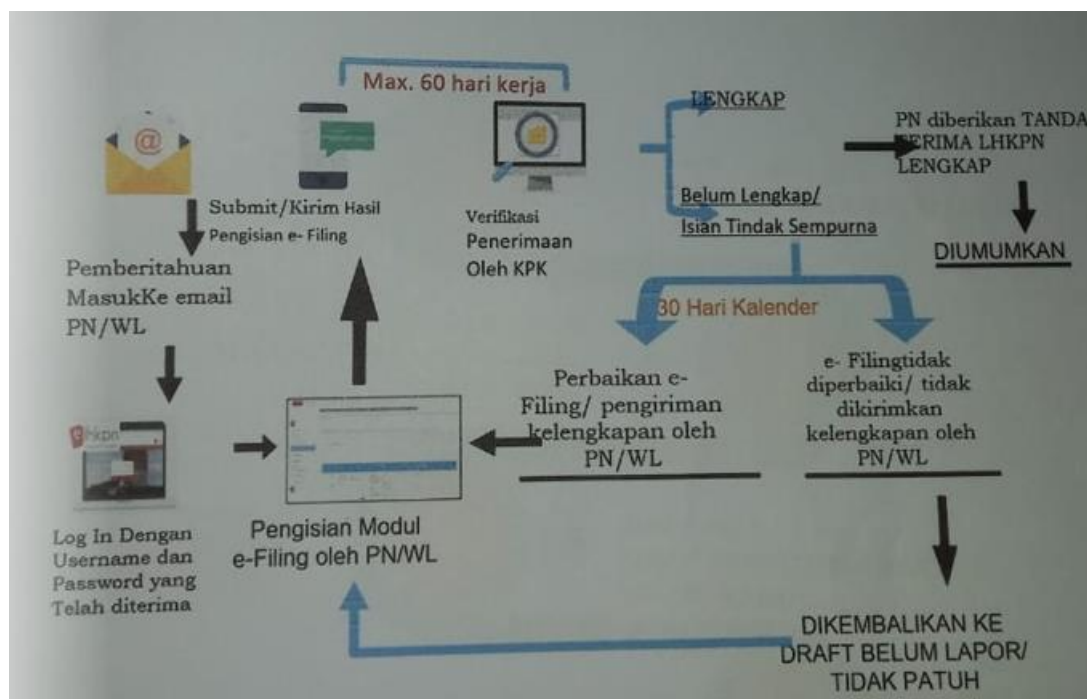 Max. 60 hari kerja
@
Submit/Kirim Hasil
Pengisian e- Filing
Verifikasi
Penerimaan
Oleh KPK
LENGKAP
PN diberikan TANDA
TERIMA LHKPN
LENGKAP
Belum Lengkap/
Isian Tindak Sempurna
DIUMUMKAN
Pemberitahuan
MasukKe email
PN/WL
30 Hari Kalender
Perbaikan e-
Filing/ pengiriman
kelengkapan oleh
PN/WL
e- Filingtidak
diperbaiki/ tidak
dikirimkan
kelengkapan oleh
PN/WL
elhkpn
Log In Dengan
Username dan
Password yang
Telah diterima
Pengisian Modul
e-Filing oleh PN/WL
DIKEMBALIKAN KE
DRAFT BELUM LAPOR/
TIDAK PATUH